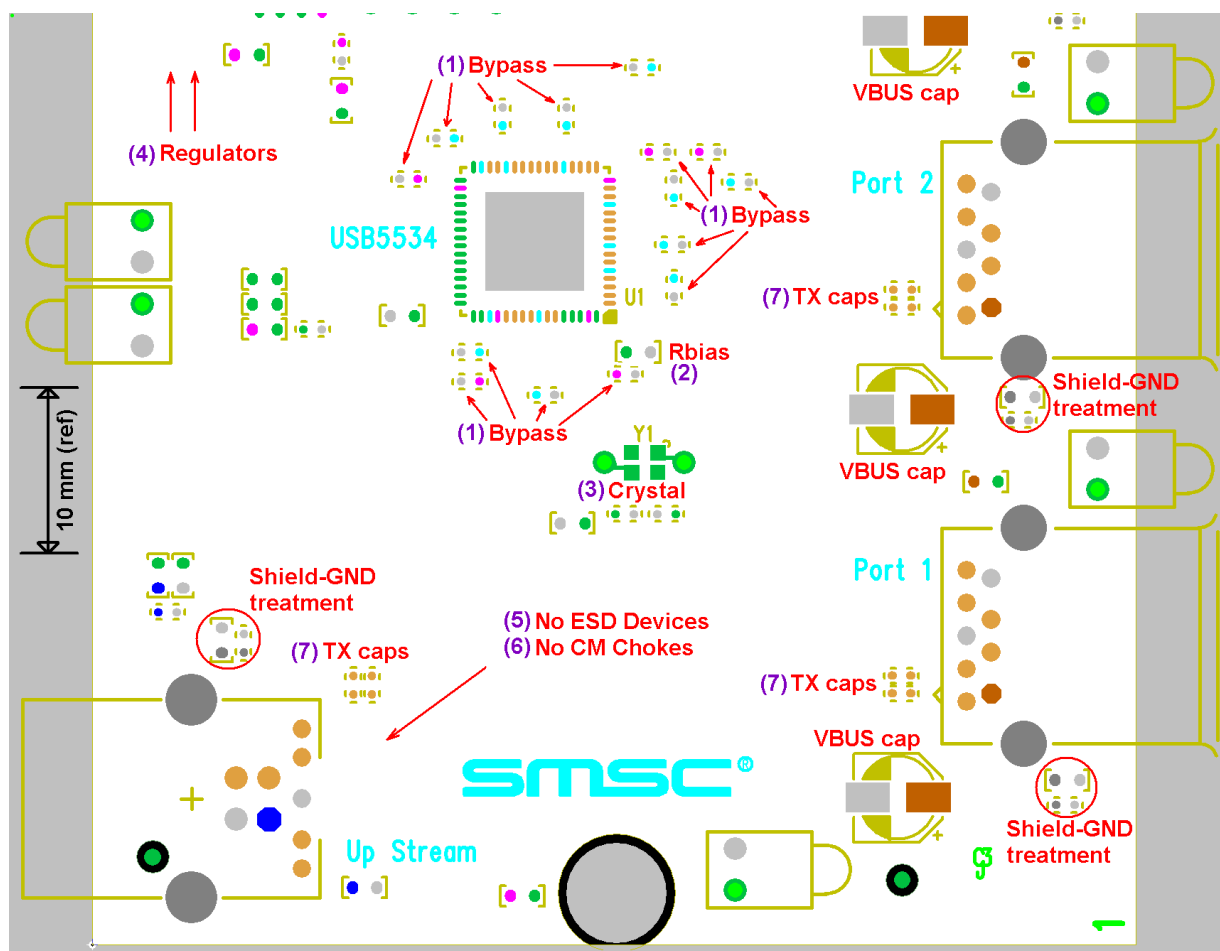 VBUS cap
(1) Bypass
(4) Regulators
Port 2
(1) Bypass
USB5534
U1
(7) TX caps
Rbias
(2)
Shield-GND
treatment
(1) Bypass
Y1
VBUS cap
(3) Crystal
10 mm (ref)
Port 1
Shield-GND
treatment
(5) No ESD Devices
(6) No CM Chokes
(7) TX caps
(7) TX caps
VBUS cap
smsc®
Shield-GND
treatment
Up Stream
1